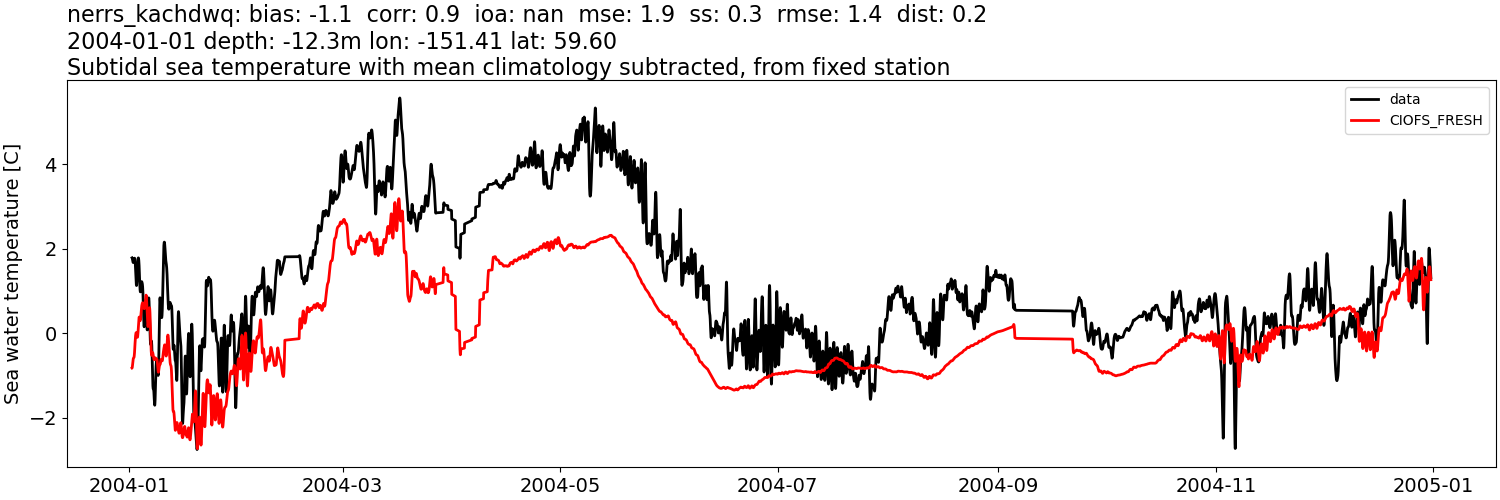 nerrs_kachdwq: bias: -1.1  corr: 0.9  ioa: nan  mse: 1.9  ss: 0.3  rmse: 1.4  dist: 0.2
2004-01-01 depth: -12.3m lon: -151.41 lat: 59.60
Subtidal sea temperature with mean climatology subtracted, from fixed station
data
CIOFS_FRESH
Sea water temperature [C]
4
2
0
−2
2004-01
2004-03
2004-05
2004-07
2004-09
2004-11
2005-01